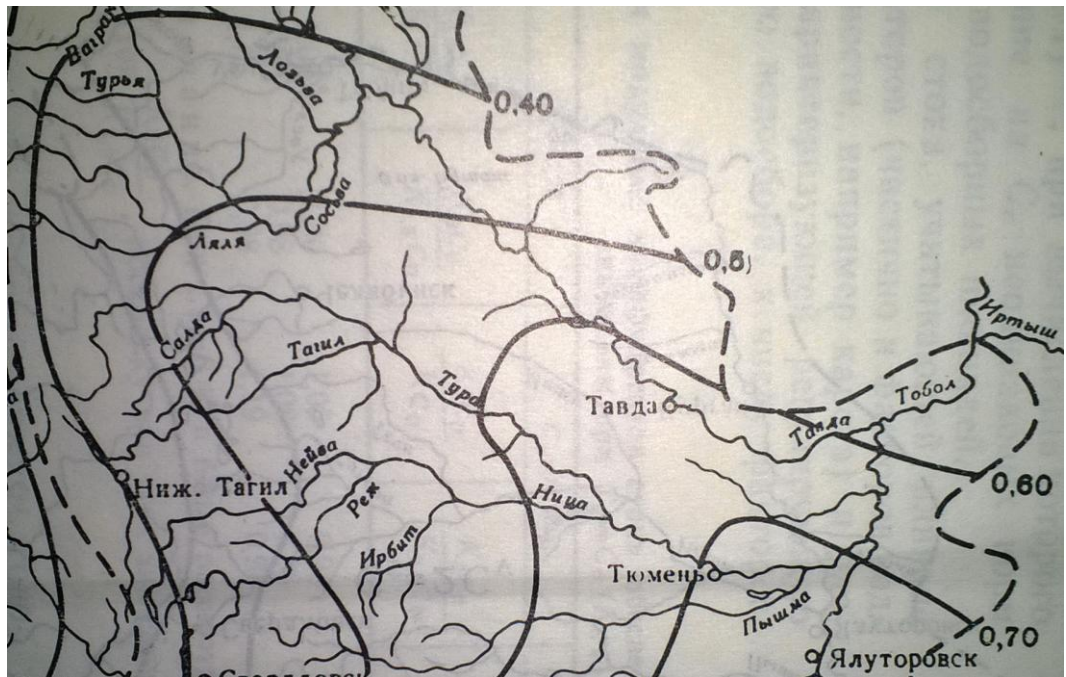 Вагран
Лозьва
Турья
0,40
Сосьва
Ляля
0,5
Иртыш
Салда
Тагил
Тура
Тавда
Тобол
Тавда
Нейва
0,60
Ниж. Тагил
Реж
Ница
Ирбит
Тюмень
Пышма
0,70
Ялуторовск